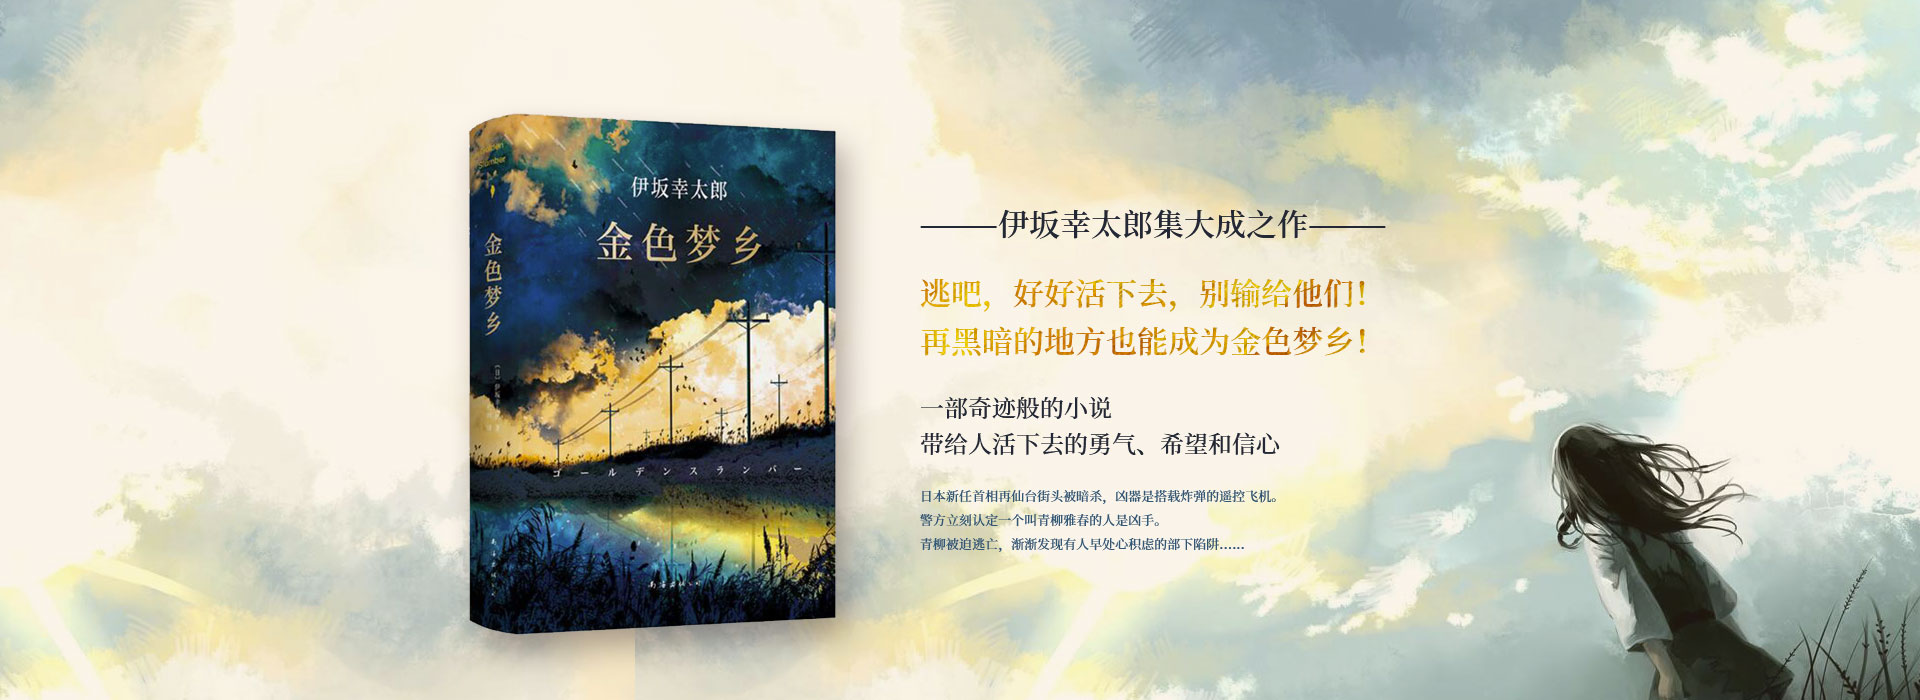 Golden
Slumber
金色梦乡
伊坂幸太郎
金色梦乡
ゴールデンスランバー
———伊坂幸太郎集大成之作———
逃吧，好好活下去，别输给他们！
再黑暗的地方也能成为金色梦乡！
一部奇迹般的小说
带给人活下去的勇气、希望和信心
日本新任首相再仙台街头被暗杀，凶器是搭载炸弹的遥控飞机。
警方立刻认定一个叫青柳雅春的人是凶手。
青柳被迫逃亡，渐渐发现有人早处心积虑的部下陷阱……